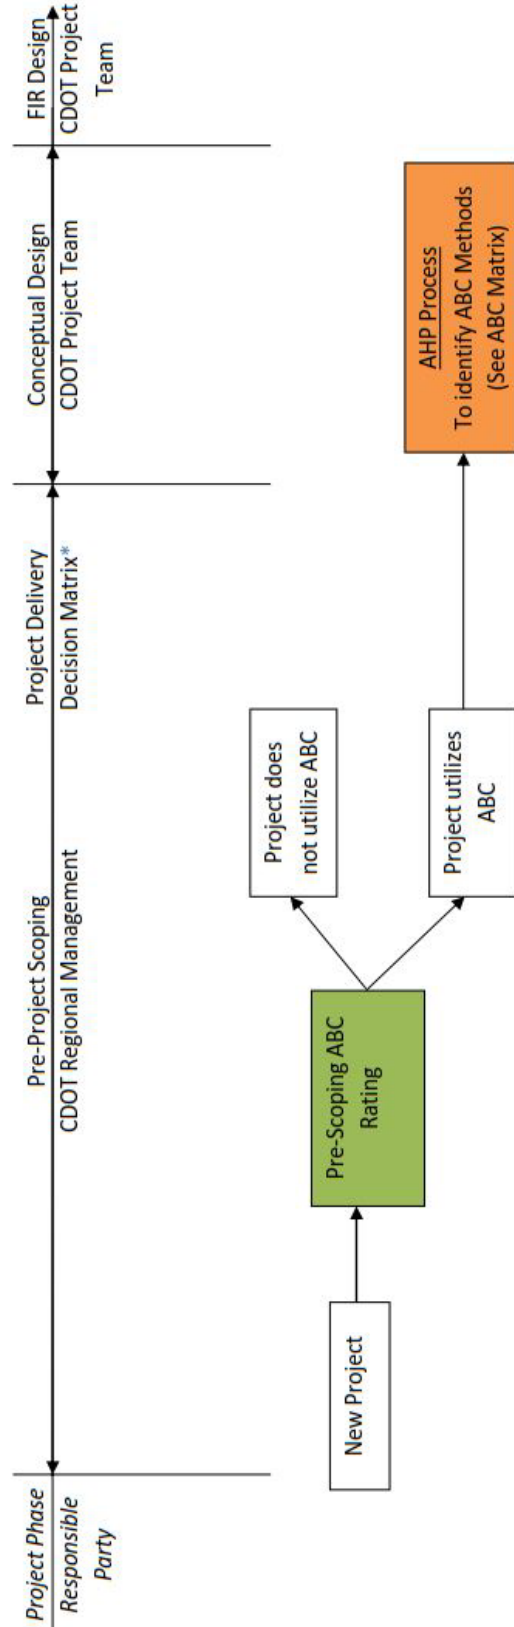 Project Phase
Responsible
Party
Pre-Project Scoping
CDOT Regional Management
Project Delivery
Decision Matrix*
Conceptual Design
CDOT Project Team
FIR Design
CDOT Project
Team
New Project
Pre-Scoping ABC
Rating
Project does
not utilize ABC
Project utilizes
ABC
AHP Process
To identify ABC Methods
(See ABC Matrix)